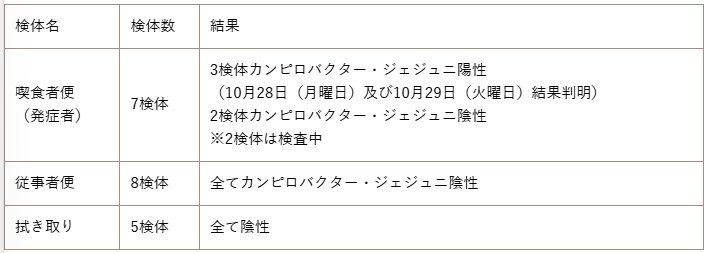 検体名 検体数 結果
喫食者便
（発症者）
7検体
3検体カンピロバクター・ジェジュニ陽性
（10月28日（月曜日）及び10月29日（火曜日）結果判明）
2検体カンピロバクター・ジェジュニ陰性
※2検体は検査中
従事者便 8検体 全てカンピロバクター・ジェジュニ陰性
拭き取り 5検体 全て陰性